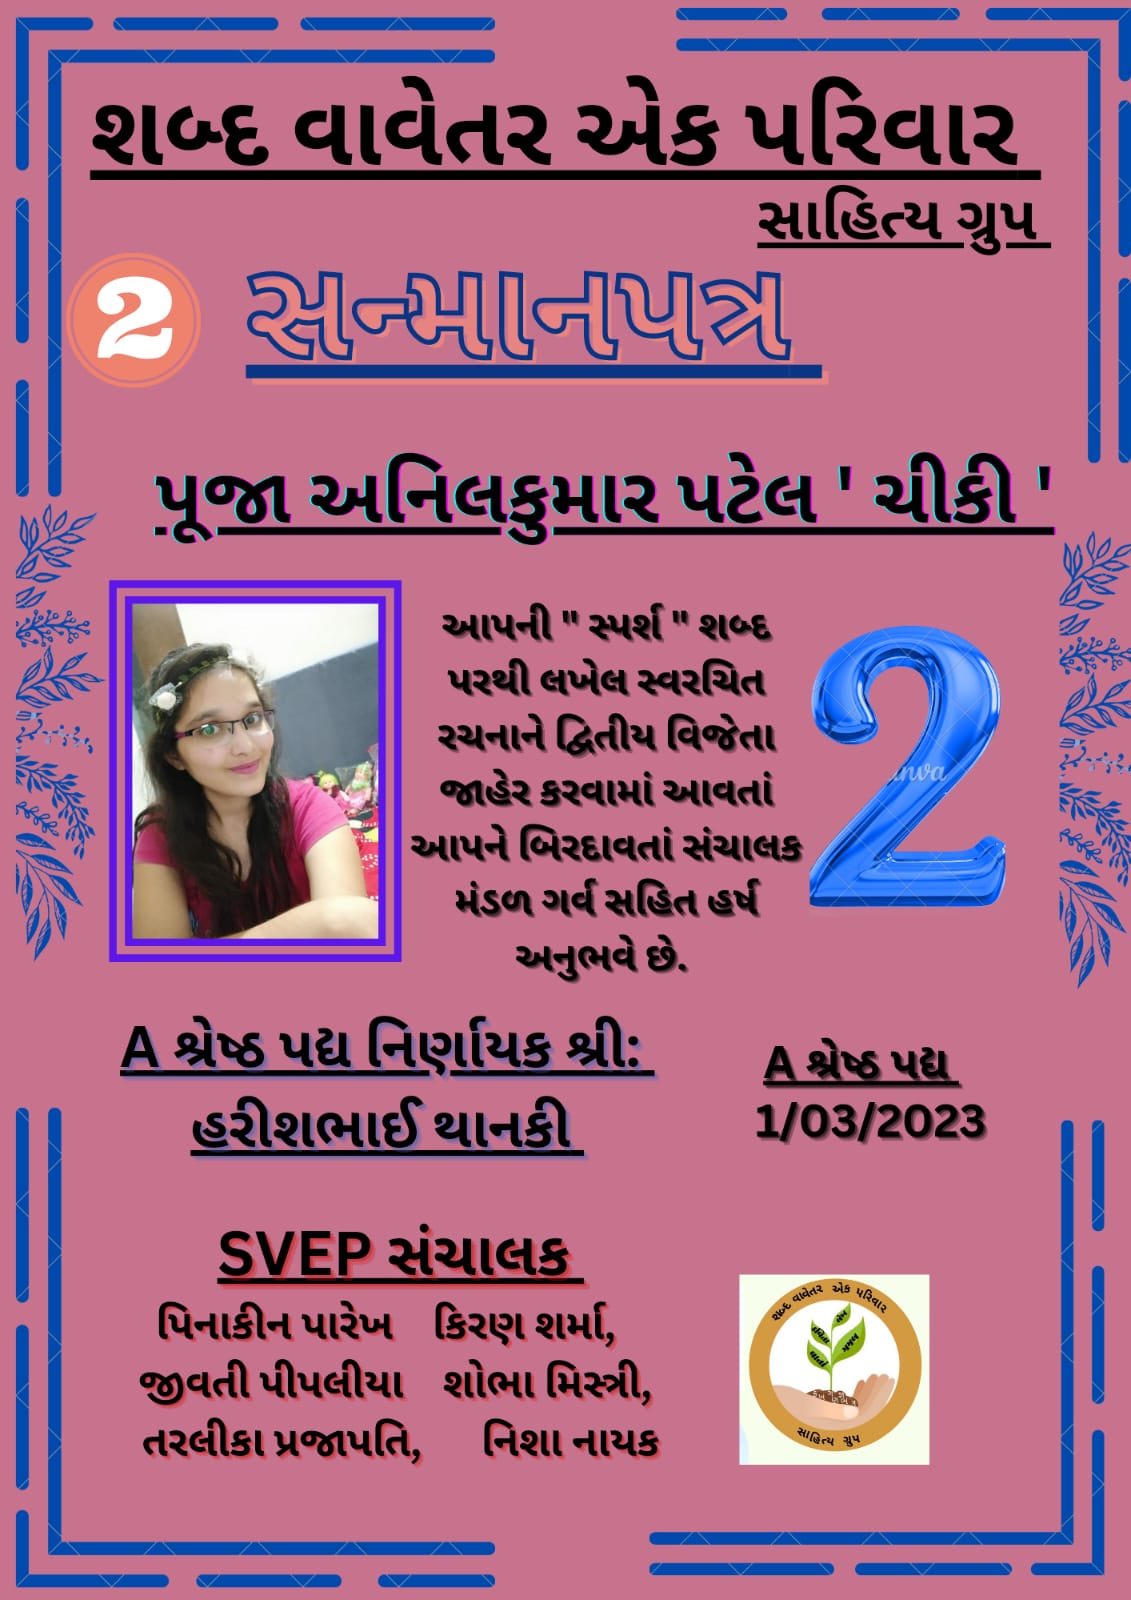 શબ્દ વાવેતર એક પરિવાર
સાહિત્ય ગ્રુપ
2
સન્માનપત્ર
પૂજા અનિલકુમાર પટેલ ' ચીકી '
આપની " સ્પર્શ " શબ્દ
પરથી લખેલ સ્વરચિત
રચનાને દ્વિતીય વિજેતા
જાહેર કરવામાં આવતાં
આપને બિરદાવતાં સંચાલક
મંડળ ગર્વ સહિત હર્ષ
અનુભવે છે.
2
A શ્રેષ્ઠ પદ્ય નિર્ણાયક શ્રી:
હરીશભાઈ થાનકી
A શ્રેષ્ઠ પદ્ય
1/03/2023
SVEP સંચાલક
પિનાકીન પારેખ કિરણ શર્મા,
જીવતી પીપલીયા શોભા મિસ્ત્રી,
તરલીકા પ્રજાપતિ, નિશા નાયક
શબ્દ વાવેતર એક પરિવાર
સાહિત્ય ગ્રુપ